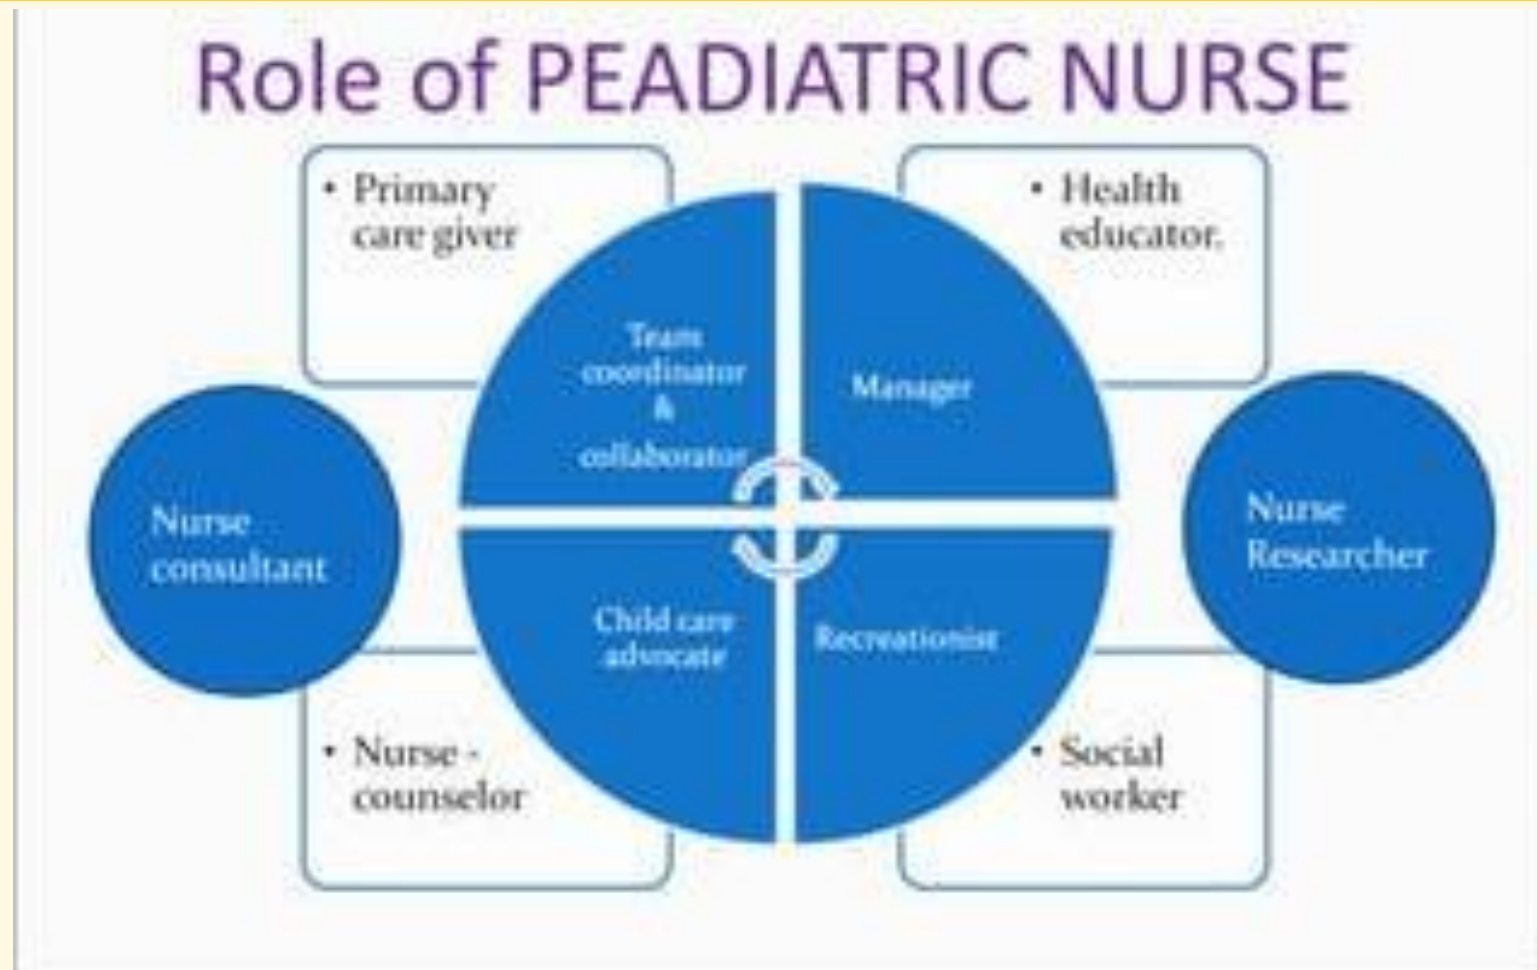 Role of PEADIATRIC NURSE
• Primary
care giver
• Health
educator.
Team
coordinator
&
collaborator
Manager
Nurse
consultant
Nurse
Researcher
Child care
advocate
Recreationist
• Nurse -
counselor
• Social
worker